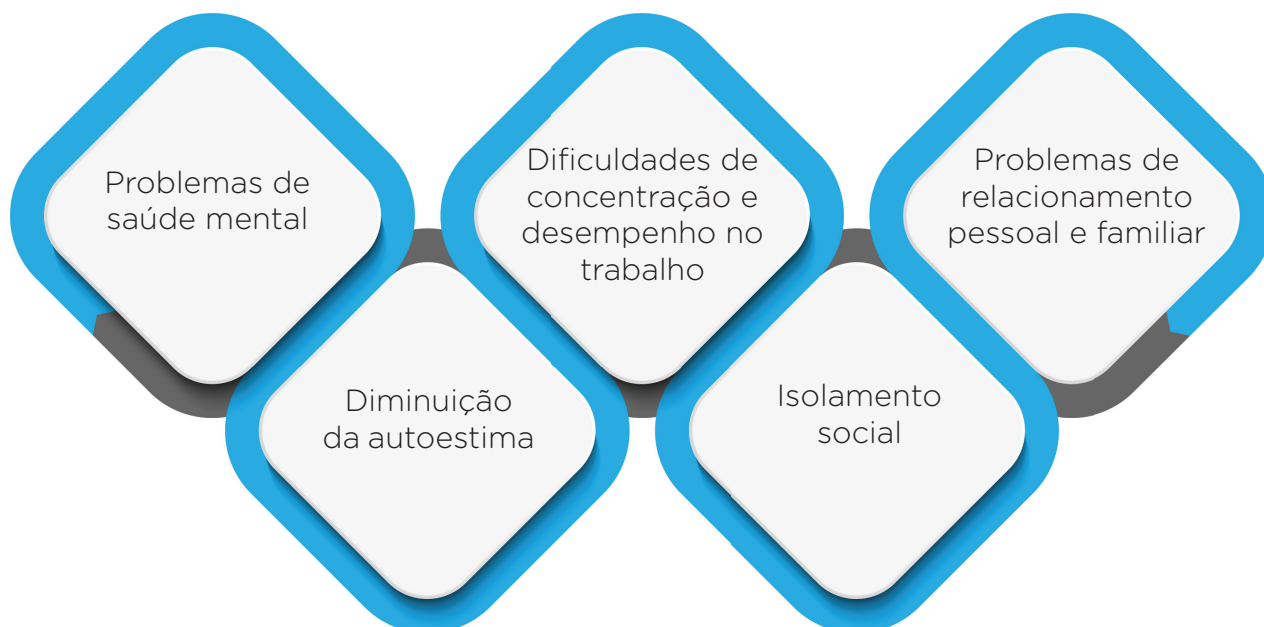 Problemas de
saúde mental
Diminuição
da autoestima
Dificuldades de
concentração e
desempenho no
trabalho
Isolamento
social
Problemas de
relacionamento
pessoal e familiar